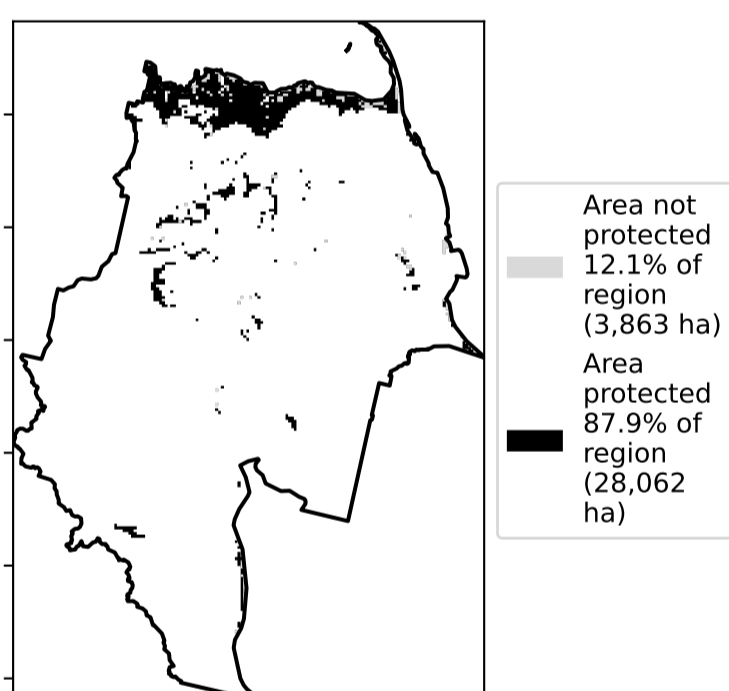 Area not
protected
12.1% of
region
(3,863 ha)
Area
protected
87.9% of
region
(28,062
ha)